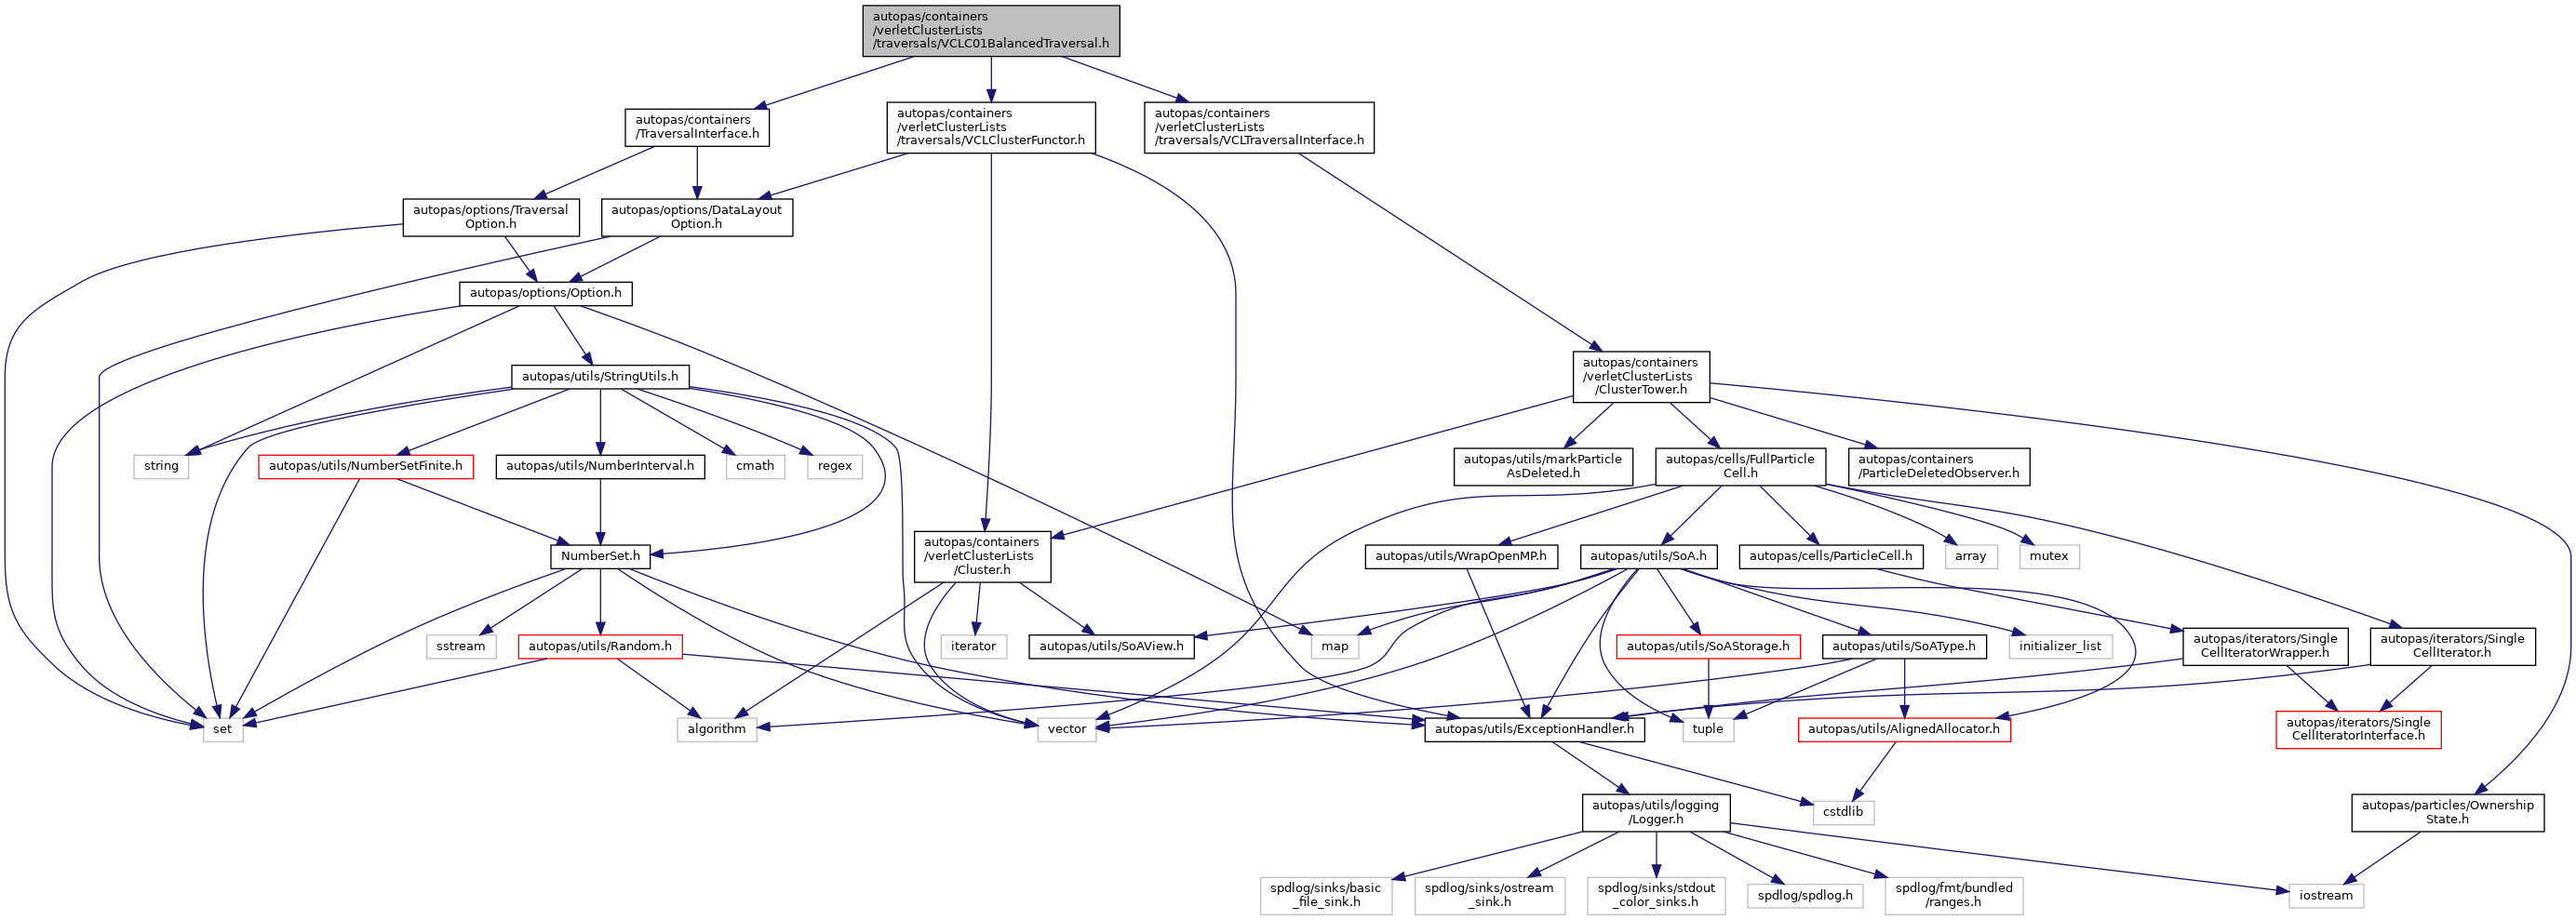 autopas/containers
/verletClusterLists
/traversals/VCLC01BalancedTraversal.h
autopas/containers
/TraversalInterface.h
autopas/containers
/verletClusterLists
/traversals/VCLClusterFunctor.h
autopas/containers
/verletClusterLists
/traversals/VCLTraversalInterface.h
autopas/options/Traversal
Option.h
autopas/options/DataLayout
Option.h
autopas/options/Option.h
autopas/utils/StringUtils.h
autopas/containers
/verletClusterLists
/ClusterTower.h
string
autopas/utils/NumberSetFinite.h
autopas/utils/NumberInterval.h
cmath
regex
autopas/utils/markParticle
AsDeleted.h
autopas/cells/FullParticle
Cell.h
autopas/containers
/ParticleDeletedObserver.h
NumberSet.h
autopas/containers
/verletClusterLists
/Cluster.h
autopas/utils/WrapOpenMP.h
autopas/utils/SoA.h
autopas/cells/ParticleCell.h
array
mutex
sstream
autopas/utils/Random.h
iterator
autopas/utils/SoAView.h
map
autopas/utils/SoAStorage.h
autopas/utils/SoAType.h
initializer_list
autopas/iterators/Single
CellIteratorWrapper.h
autopas/iterators/Single
CellIterator.h
set
algorithm
vector
autopas/utils/ExceptionHandler.h
tuple
autopas/utils/AlignedAllocator.h
autopas/iterators/Single
CellIteratorInterface.h
autopas/utils/logging
/Logger.h
cstdlib
autopas/particles/Ownership
State.h
spdlog/sinks/basic
_file_sink.h
spdlog/sinks/ostream
_sink.h
spdlog/sinks/stdout
_color_sinks.h
spdlog/spdlog.h
spdlog/fmt/bundled
/ranges.h
iostream